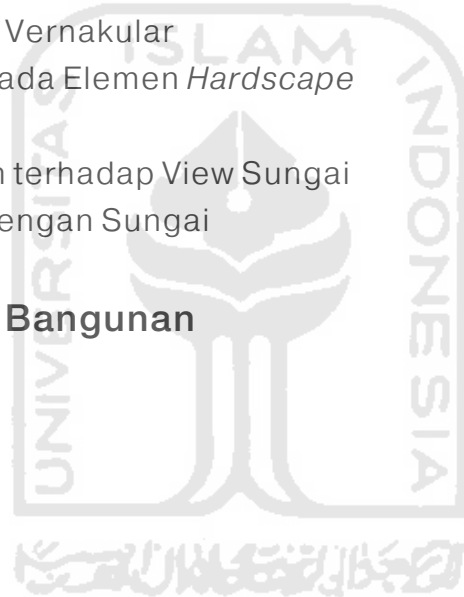 Vernakular
ada Elemen Hardscape
n terhadap View Sungai
engan Sungai
Bangunan
UNIVERSITAS
ISLAM
INDONESIA